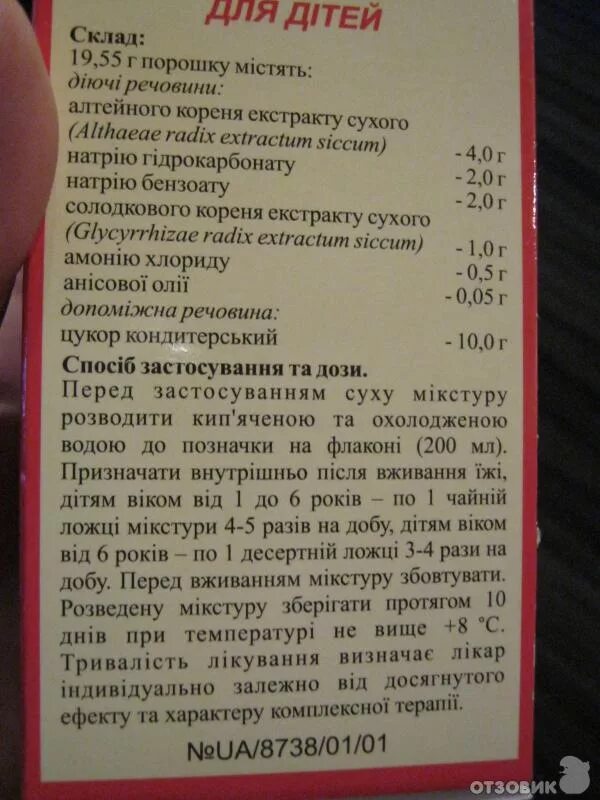 ДЛЯ ДІТЕЙ
Склад:
19,55 г порошку містять:
діючі речовини:
алтейного кореня екстракту сухого
(Althaeae radix extractum siccum) - 4,0 г
натрію гідрокарбонату - 2,0 г
натрію бензоату - 2,0 г
солодкового кореня екстракту сухого
(Glycyrrhizae radix extractum siccum) - 1,0 г
амонію хлориду - 0,5 г
анісової олії - 0,05 г
допоміжна речовина:
цукор кондитерський - 10,0 г
Спосіб застосування та дози.
Перед застосуванням суху мікстуру
розводити кип'яченою та охолодженою
водою до позначки на флаконі (200 мл).
Призначати внутрішньо після вживання їжі,
дітям віком від 1 до 6 років – по 1 чайній
ложці мікстури 4-5 разів на добу, дітям віком
від 6 років – по 1 десертній ложці 3-4 рази на
добу. Перед вживанням мікстуру збовтувати.
Розведену мікстуру зберігати протягом 10
днів при температурі не вище +8 °С.
Тривалість лікування визначає лікар
індивідуально залежно від досягнутого
ефекту та характеру комплексної терапії.
№UA/8738/01/01
ОТЗОВИК